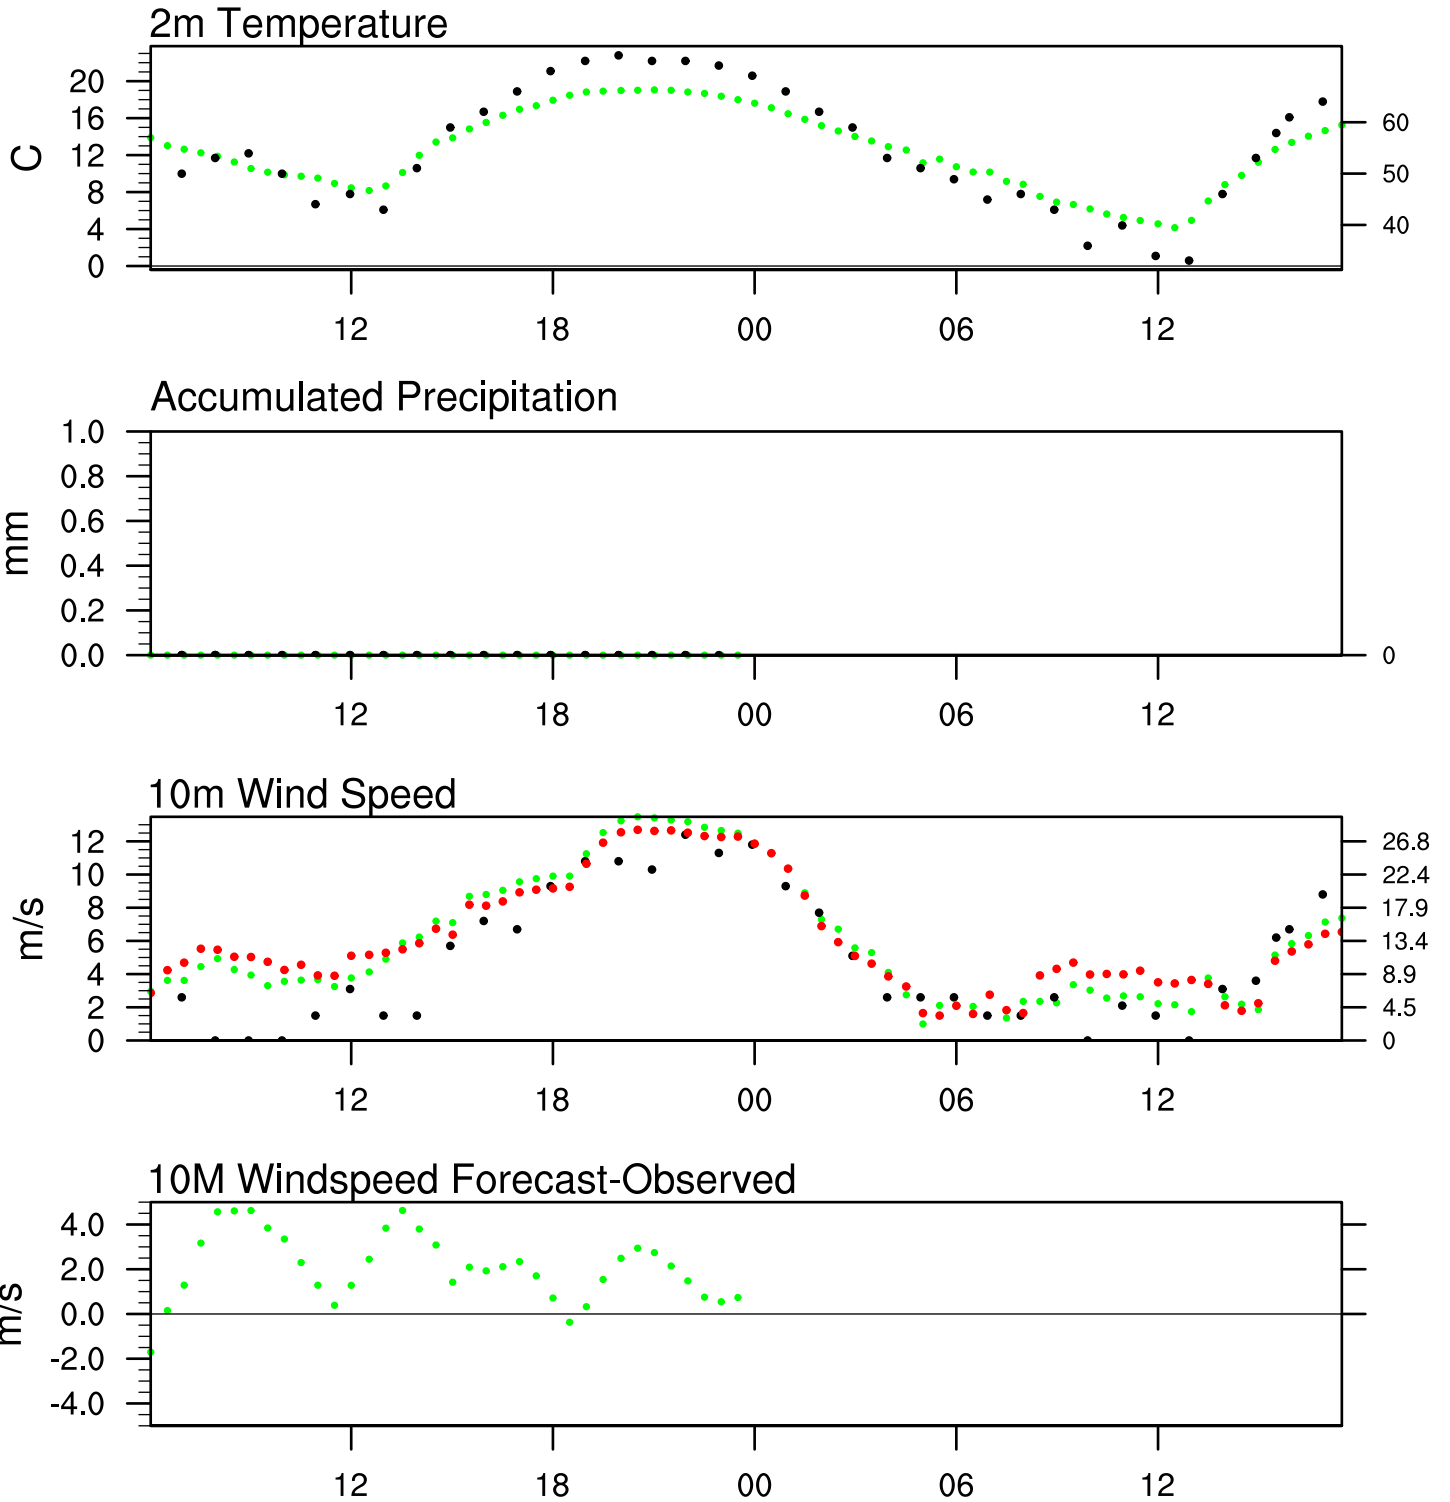 2m Temperature
C
20
16
12
8
4
0
60
50
40
12 18 00 06 12
Accumulated Precipitation
mm
1.0
0.8
0.6
0.4
0.2
0.0
0
12 18 00 06 12
10m Wind Speed
m/s
12
10
8
6
4
2
0
26.8
22.4
17.9
13.4
8.9
4.5
0
12 18 00 06 12
10M Windspeed Forecast-Observed
m/s
4.0
2.0
0.0
-2.0
-4.0
12 18 00 06 12